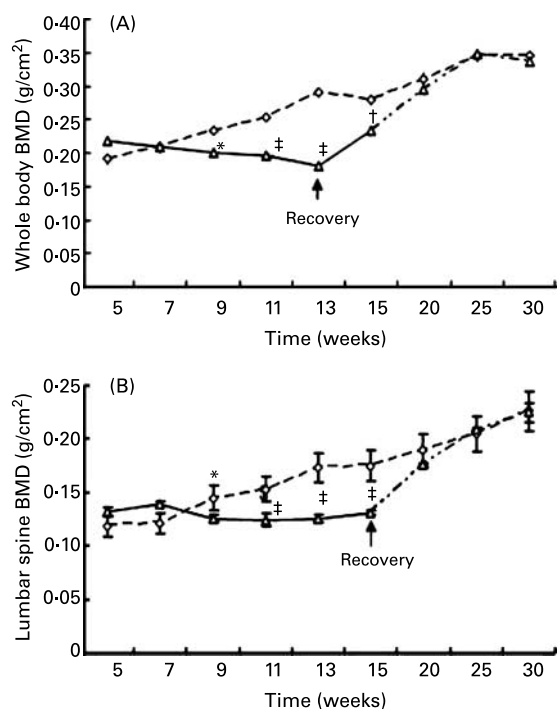 (A)
Whole body BMD (g/cm²)
0·40
0·35
0·30
0·25
0·20
0·15
0·10
0·05
0
* ‡ ‡ †
Recovery
5 7 9 11 13 15 20 25 30
Time (weeks)
(B)
Lumbar spine BMD (g/cm²)
0·25
0·20
0·15
0·10
0·05
0
* ‡ ‡ ‡
Recovery
5 7 9 11 13 15 20 25 30
Time (weeks)